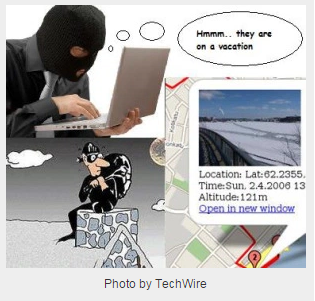 Hmmm.. they are
on a vacation
Location: Lat:62.2355.
Time:Sun, 2.4.2006 13
Altitude:121m
Open in new window
2
Photo by TechWire